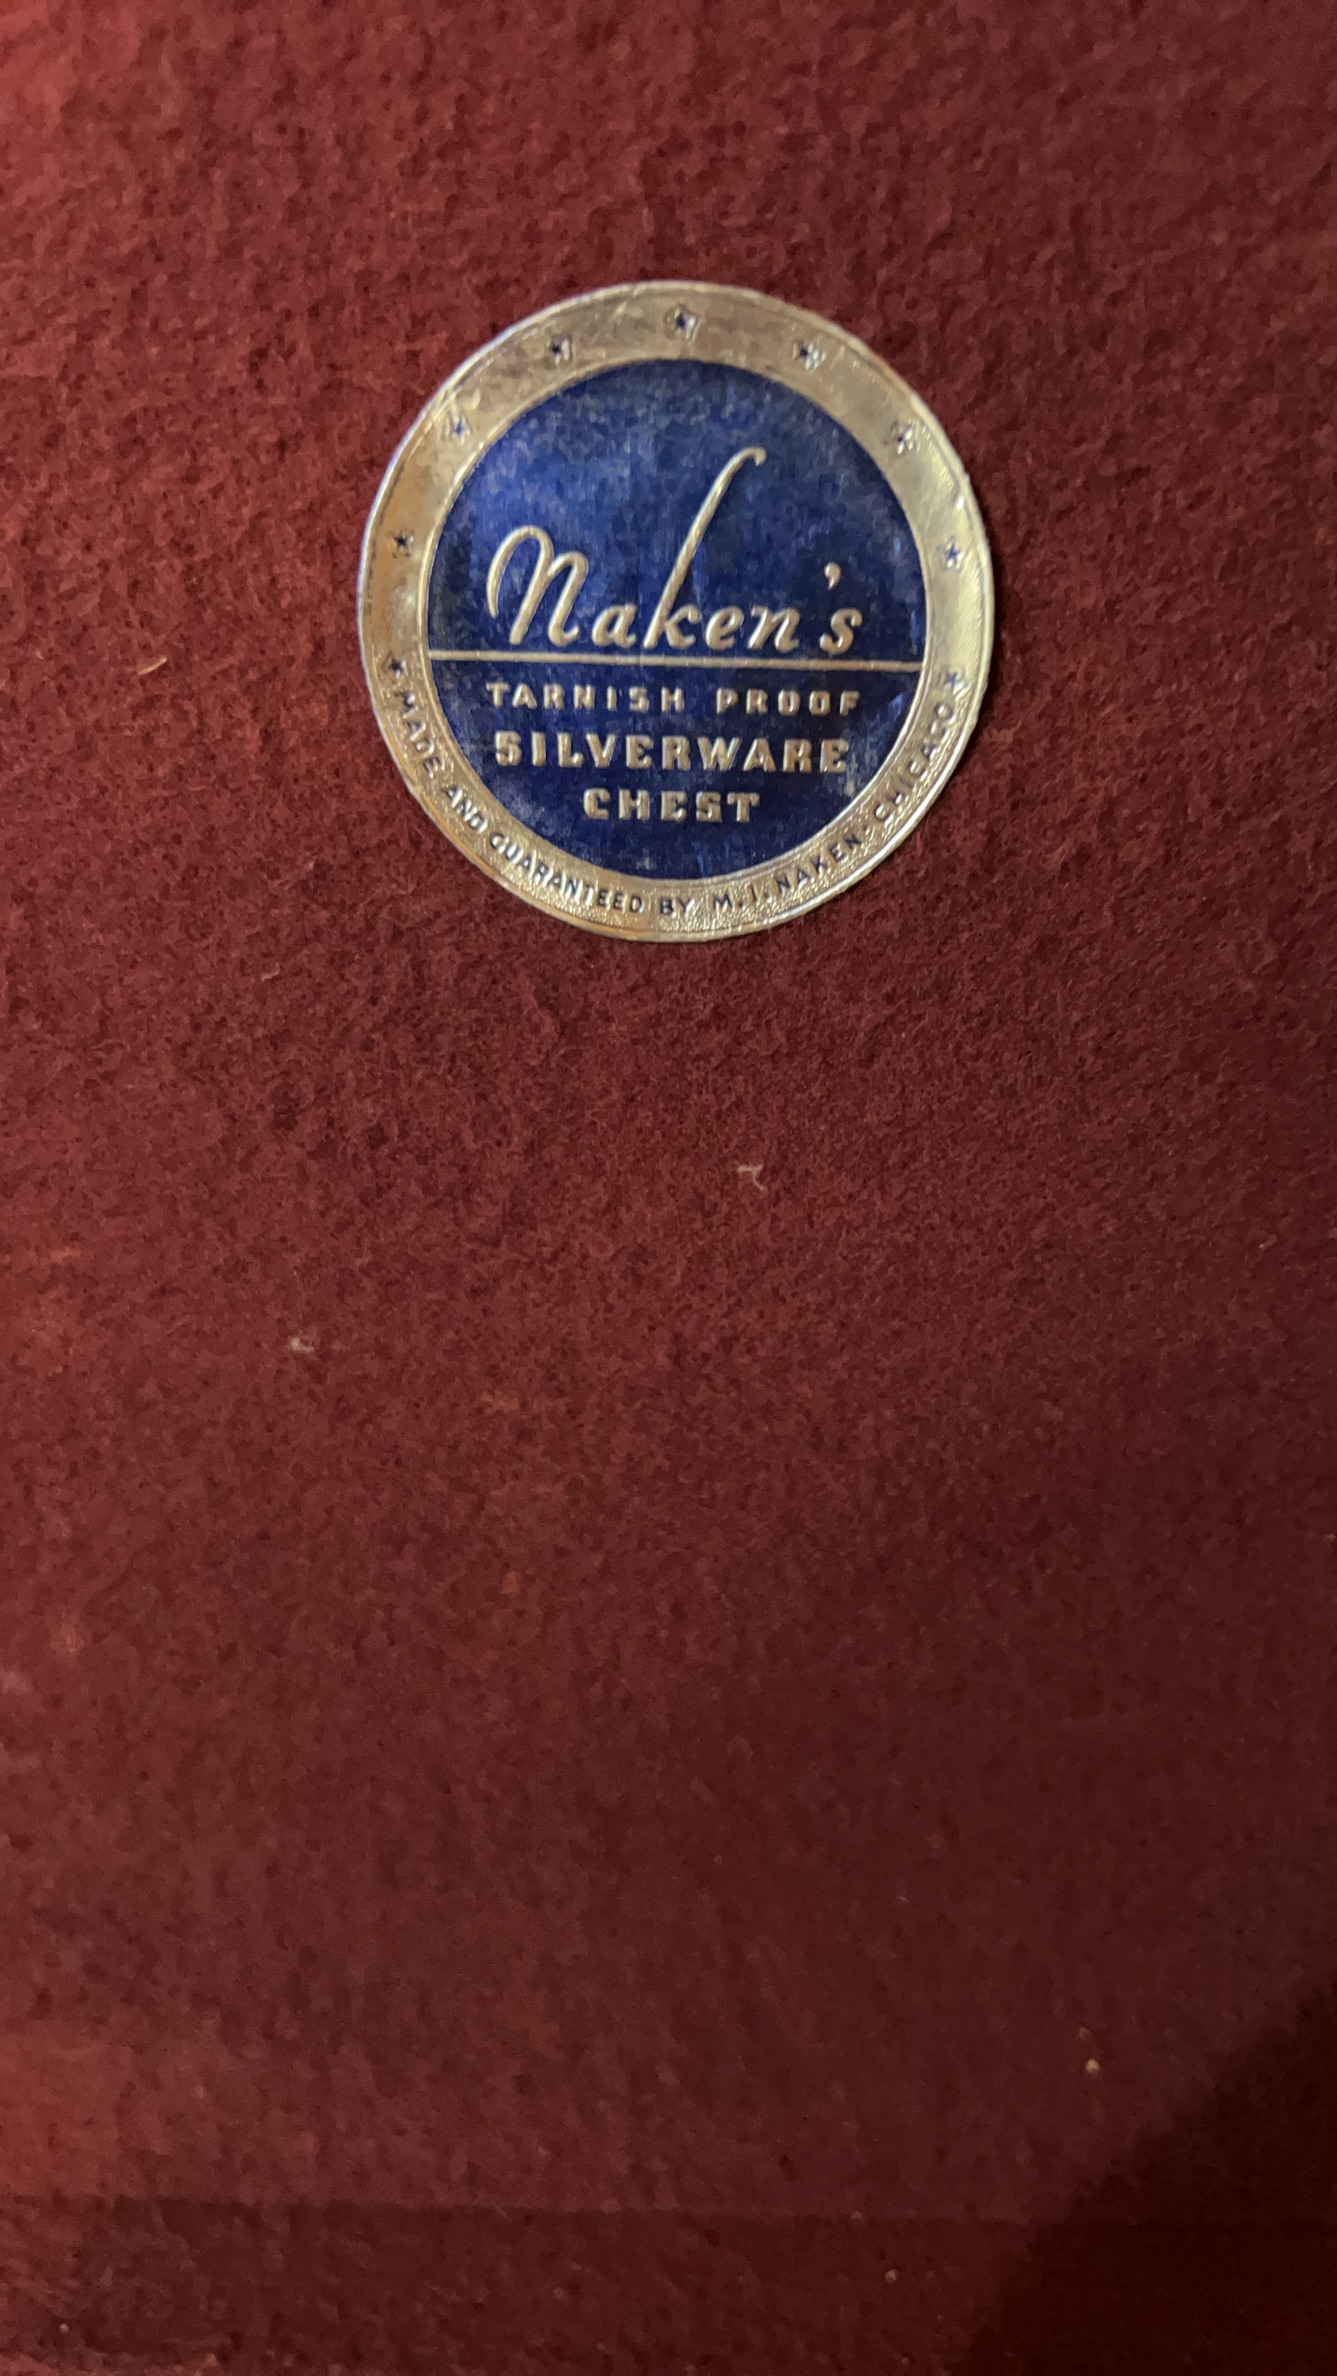 Naken's
TARNISH PROOF
SILVERWARE
CHEST
MADE AND GUARANTEED BY M. I. NAKEN - CHICAGO